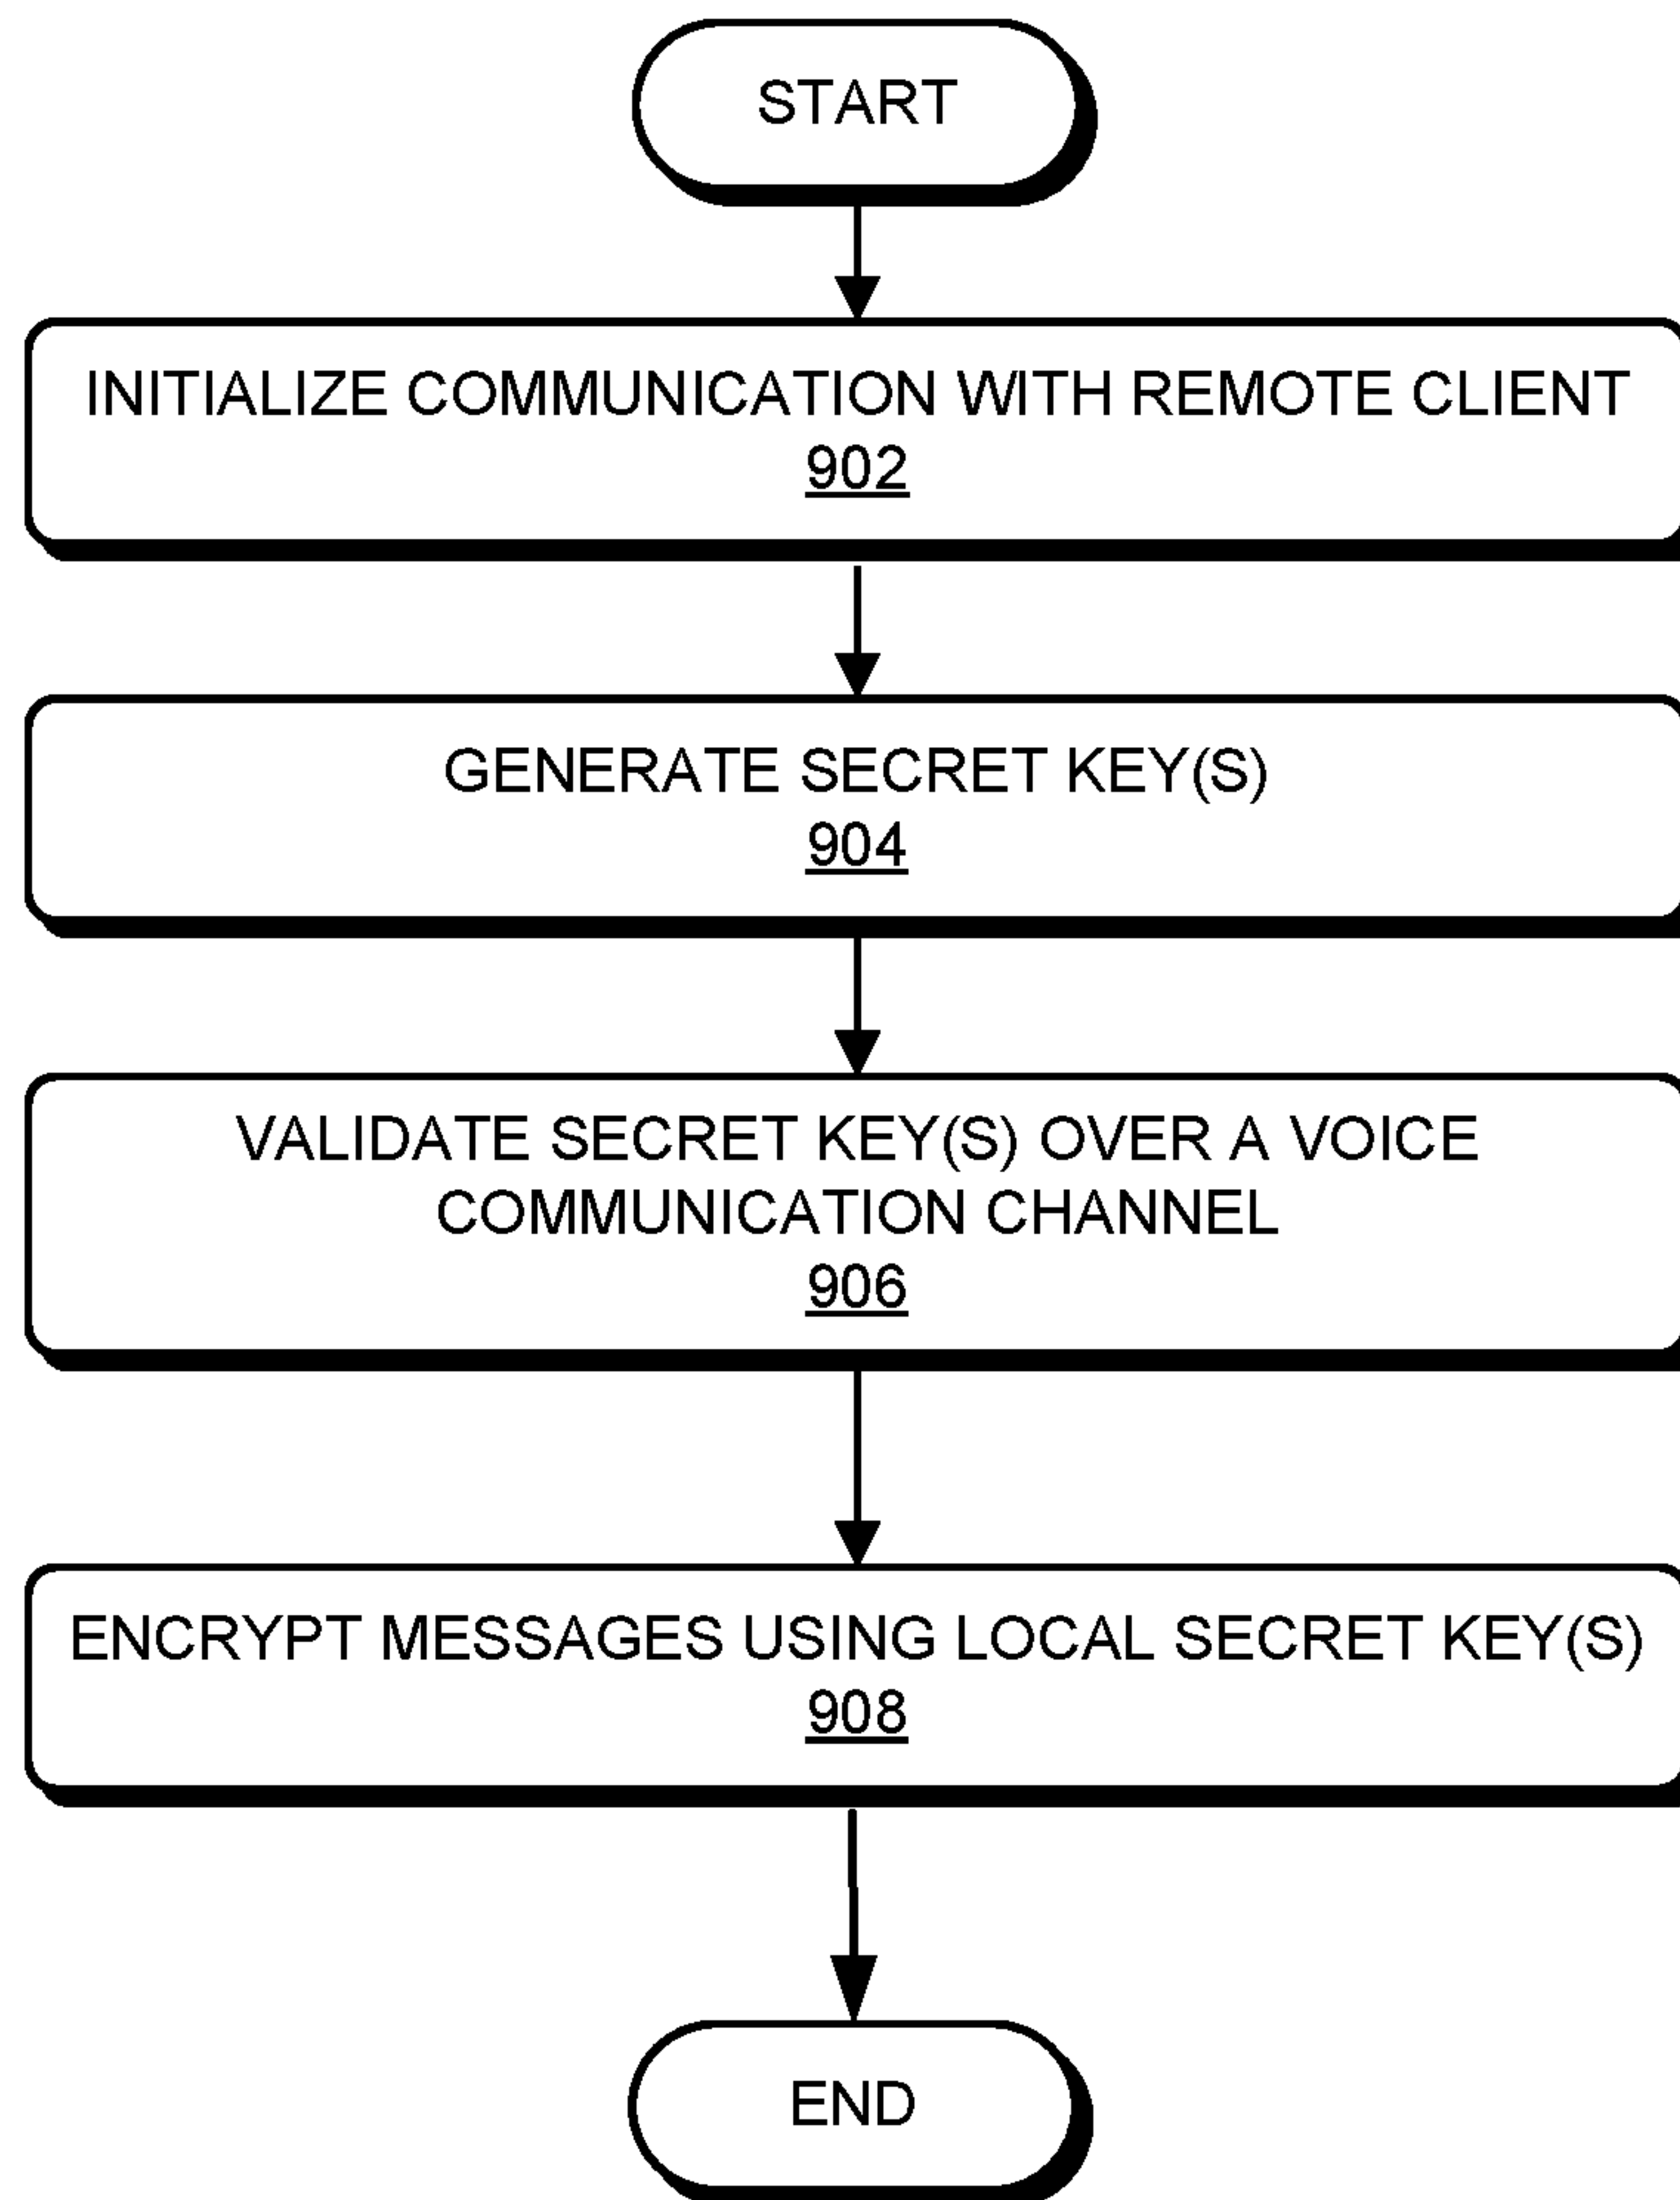 START
INITIALIZE COMMUNICATION WITH REMOTE CLIENT
902
GENERATE SECRET KEY(S)
904
VALIDATE SECRET KEY(S) OVER A VOICE
COMMUNICATION CHANNEL
906
ENCRYPT MESSAGES USING LOCAL SECRET KEY(S)
908
END